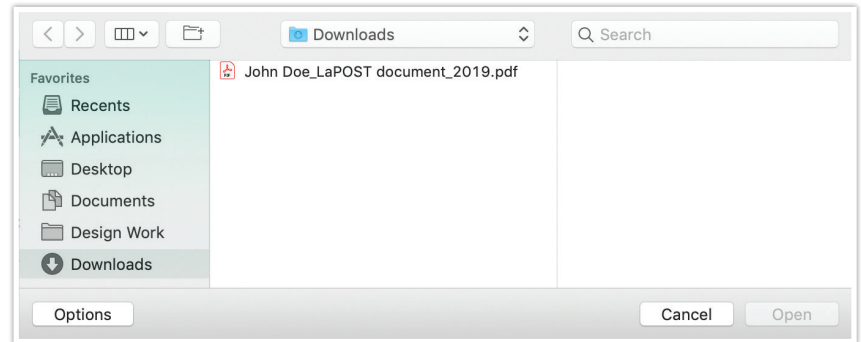 Downloads
Search
Favorites
Recents
Applications
Desktop
Documents
Design Work
Downloads
John Doe_LaPOST document_2019.pdf
Options
Cancel
Open